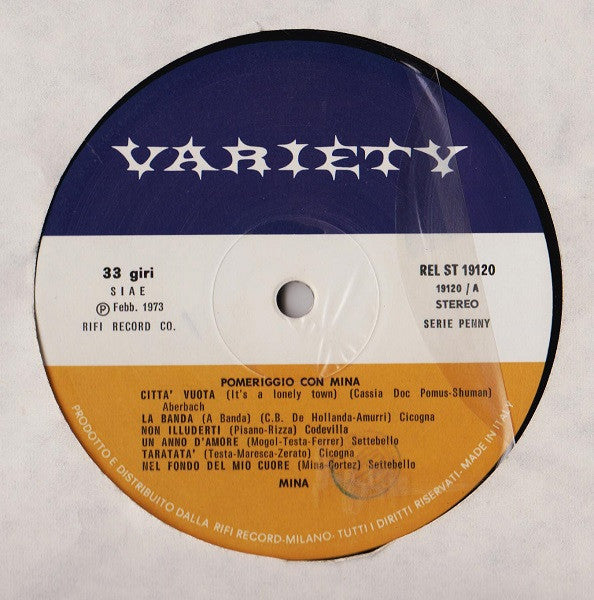 VARIETY
33 giri
SIAE
Ⓟ Febb. 1973
RIFI RECORD CO.
REL ST 19120
19120 / A
STEREO
SERIE PENNY
POMERIGGIO CON MINA
CITTA' VUOTA (It's a lonely town) (Cassia Doc Pomus-Shuman)
Aberbach
LA BANDA (A Banda) (C.B. De Hollanda-Amurri) Cicogna
NON ILLUDERTI (Pisano-Rizza) Codevilla
UN ANNO D'AMORE (Mogol-Testa-Ferrer) Settebello
TARATATA' (Testa-Maresca-Zerato) Cicogna
NEL FONDO DEL MIO CUORE (Mina-Cortez) Settebello
MINA
PRODOTTO E DISTRIBUITO DALLA RIFI RECORD-MILANO-TUTTI I DIRITTI RISERVATI-MADE IN ITALY